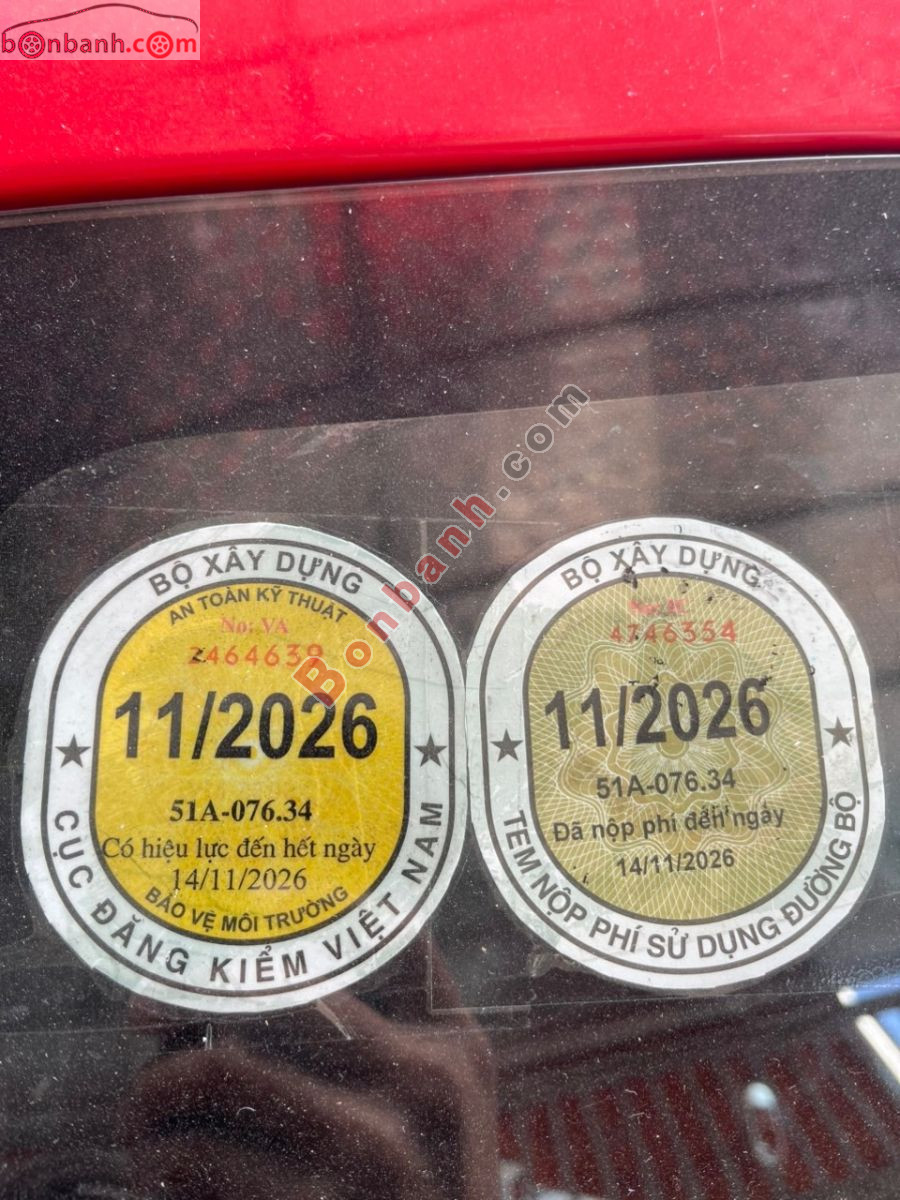 bonbanh.com
Bonbanh.com
BỘ XÂY DỰNG
AN TOÀN KỸ THUẬT
No: VA
2464639
11/2026
51A-076.34
Có hiệu lực đến hết ngày
14/11/2026
BẢO VỆ MÔI TRƯỜNG
CỤC ĐĂNG KIỂM VIỆT NAM
BỘ XÂY DỰNG
4746354
11/2026
51A-076.34
Đã nộp phí đến ngày
14/11/2026
TEM NỘP PHÍ SỬ DỤNG ĐƯỜNG BỘ